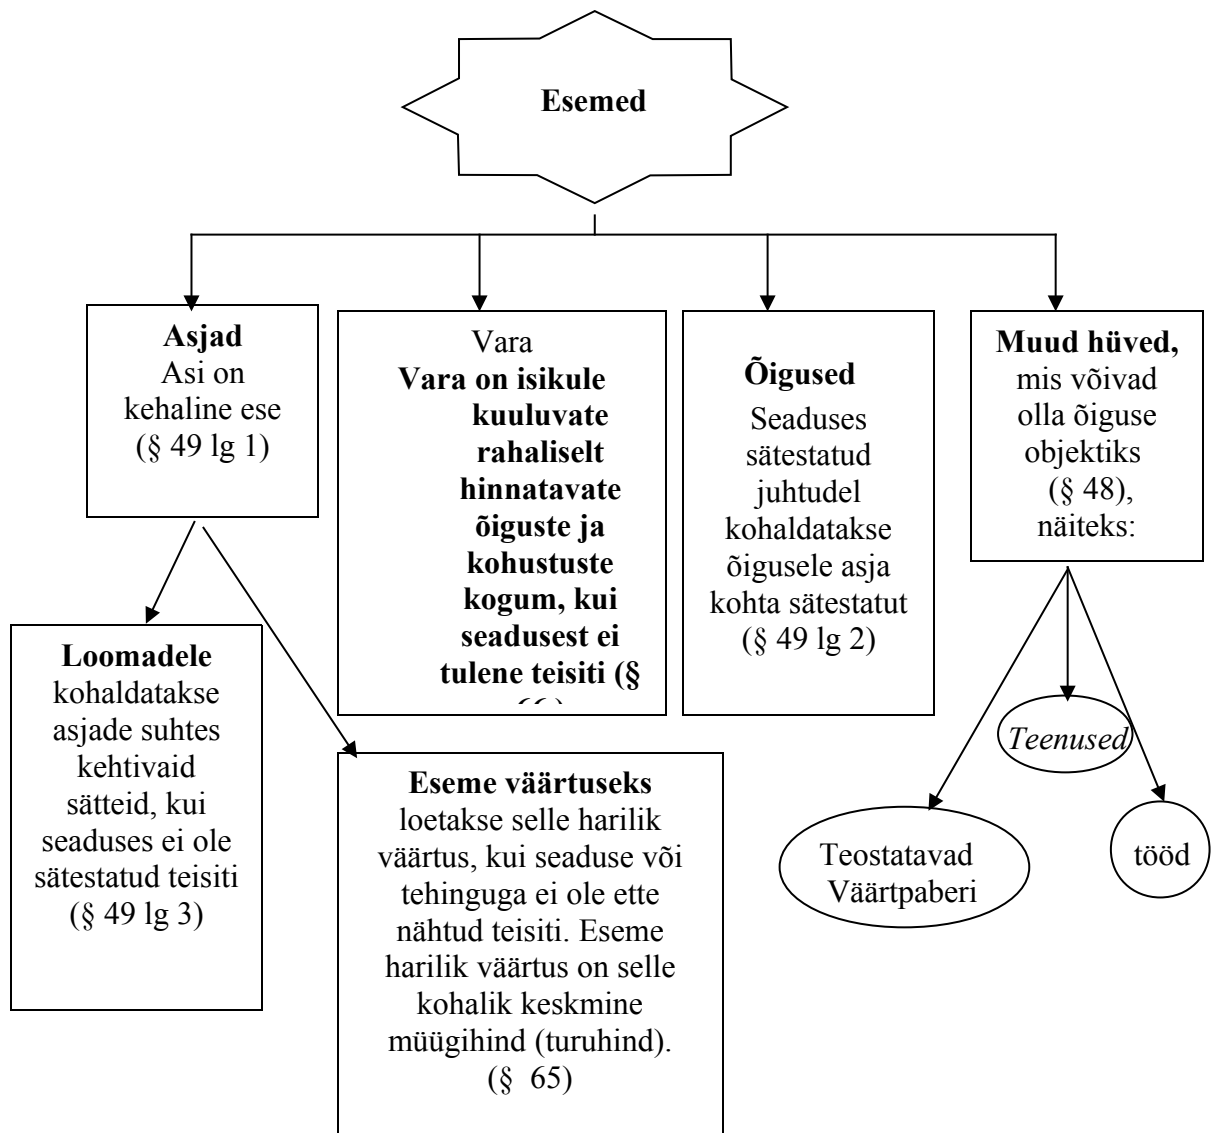 Esemed
Asjad
Asi on
kehaline ese
(§ 49 lg 1)
Vara
Vara on isikule
kuuluvate
rahaliselt
hinnatavate
õiguste ja
kohustuste
kogum, kui
seadusest ei
tulene teisiti (§
Õigused
Seaduses
sätestatud
juhtudel
kohaldatakse
õigusele asja
kohta sätestatut
(§ 49 lg 2)
Muud hüved,
mis võivad
olla õiguse
objektiks
(§ 48),
näiteks:
Loomadele
kohaldatakse
asjade suhtes
kehtivaid
sätteid, kui
seaduses ei ole
sätestatud teisiti
(§ 49 lg 3)
Eseme väärtuseks
loetakse selle harilik
väärtus, kui seaduse või
tehinguga ei ole ette
nähtud teisiti. Eseme
harilik väärtus on selle
kohalik keskmine
müügihind (turuhind).
(§ 65)
Teenused
Teostatavad
Väärtpaberi
tööd